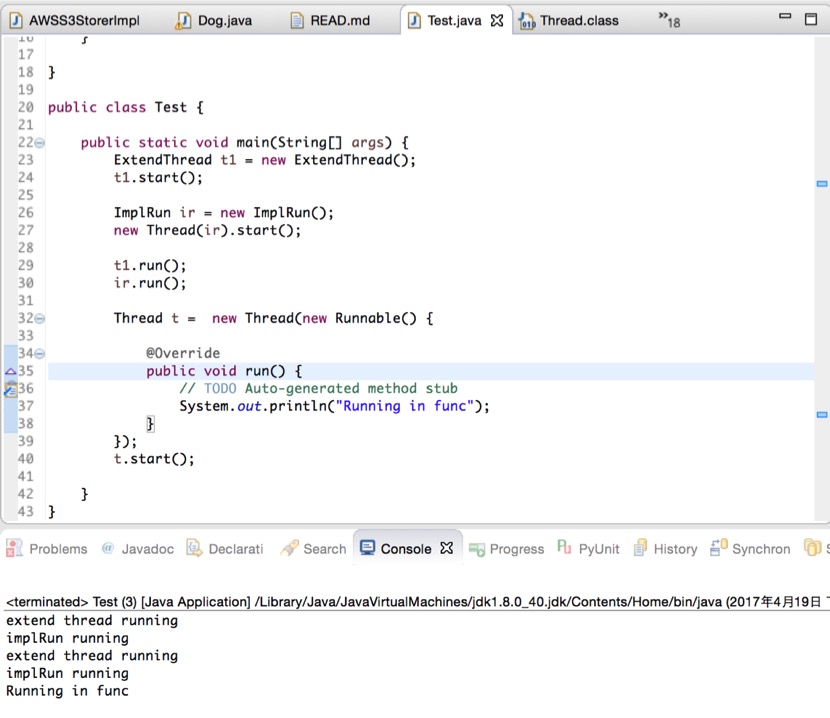 AWSS3StorerImpl Dog.java READ.md Test.java Thread.class »18
17
18 }
19
20 public class Test {
21
22 public static void main(String[] args) {
23 ExtendThread t1 = new ExtendThread();
24 t1.start();
25
26 ImplRun ir = new ImplRun();
27 new Thread(ir).start();
28
29 t1.run();
30 ir.run();
31
32 Thread t =  new Thread(new Runnable() {
33
34 @Override
35 public void run() {
36 // TODO Auto-generated method stub
37 System.out.println("Running in func");
38 }
39 });
40 t.start();
41
42 }
43 }
Problems @ Javadoc Declarati Search Console Progress PyUnit History Synchron
<terminated> Test (3) [Java Application] /Library/Java/JavaVirtualMachines/jdk1.8.0_40.jdk/Contents/Home/bin/java (2017年4月19日
extend thread running
implRun running
extend thread running
implRun running
Running in func